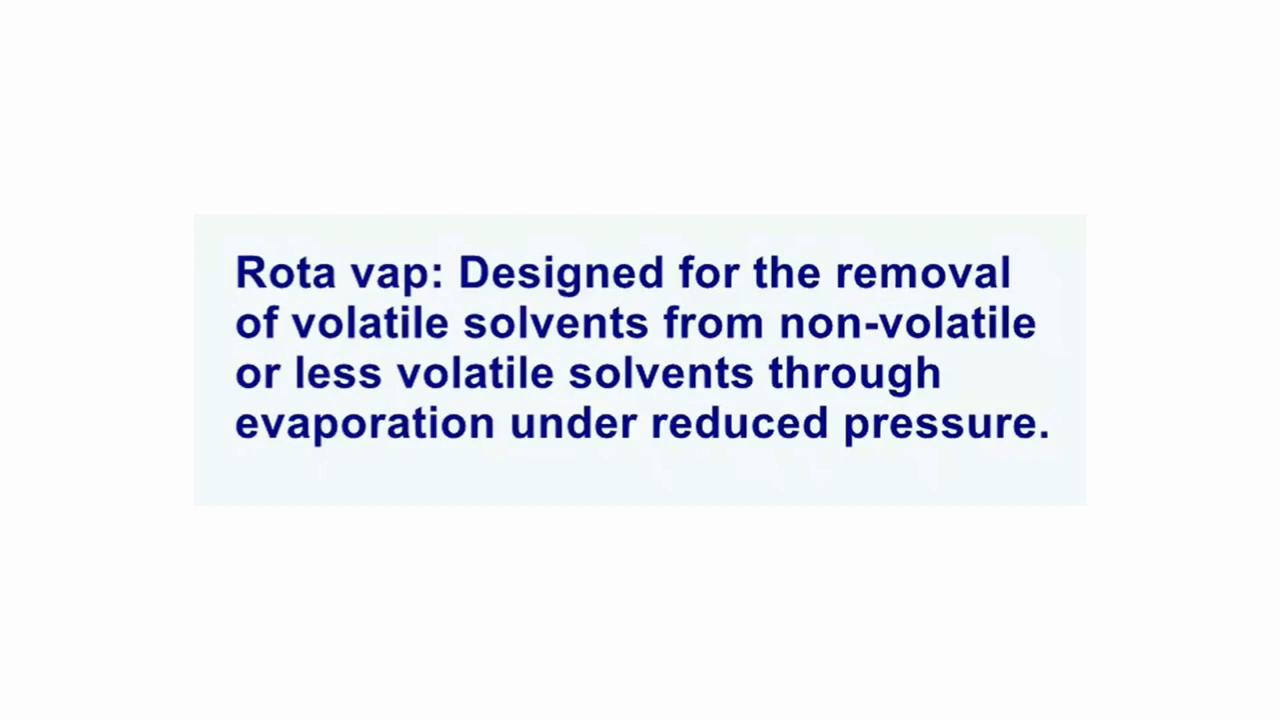 Rota vap: Designed for the removal
of volatile solvents from non-volatile
or less volatile solvents through
evaporation under reduced pressure.